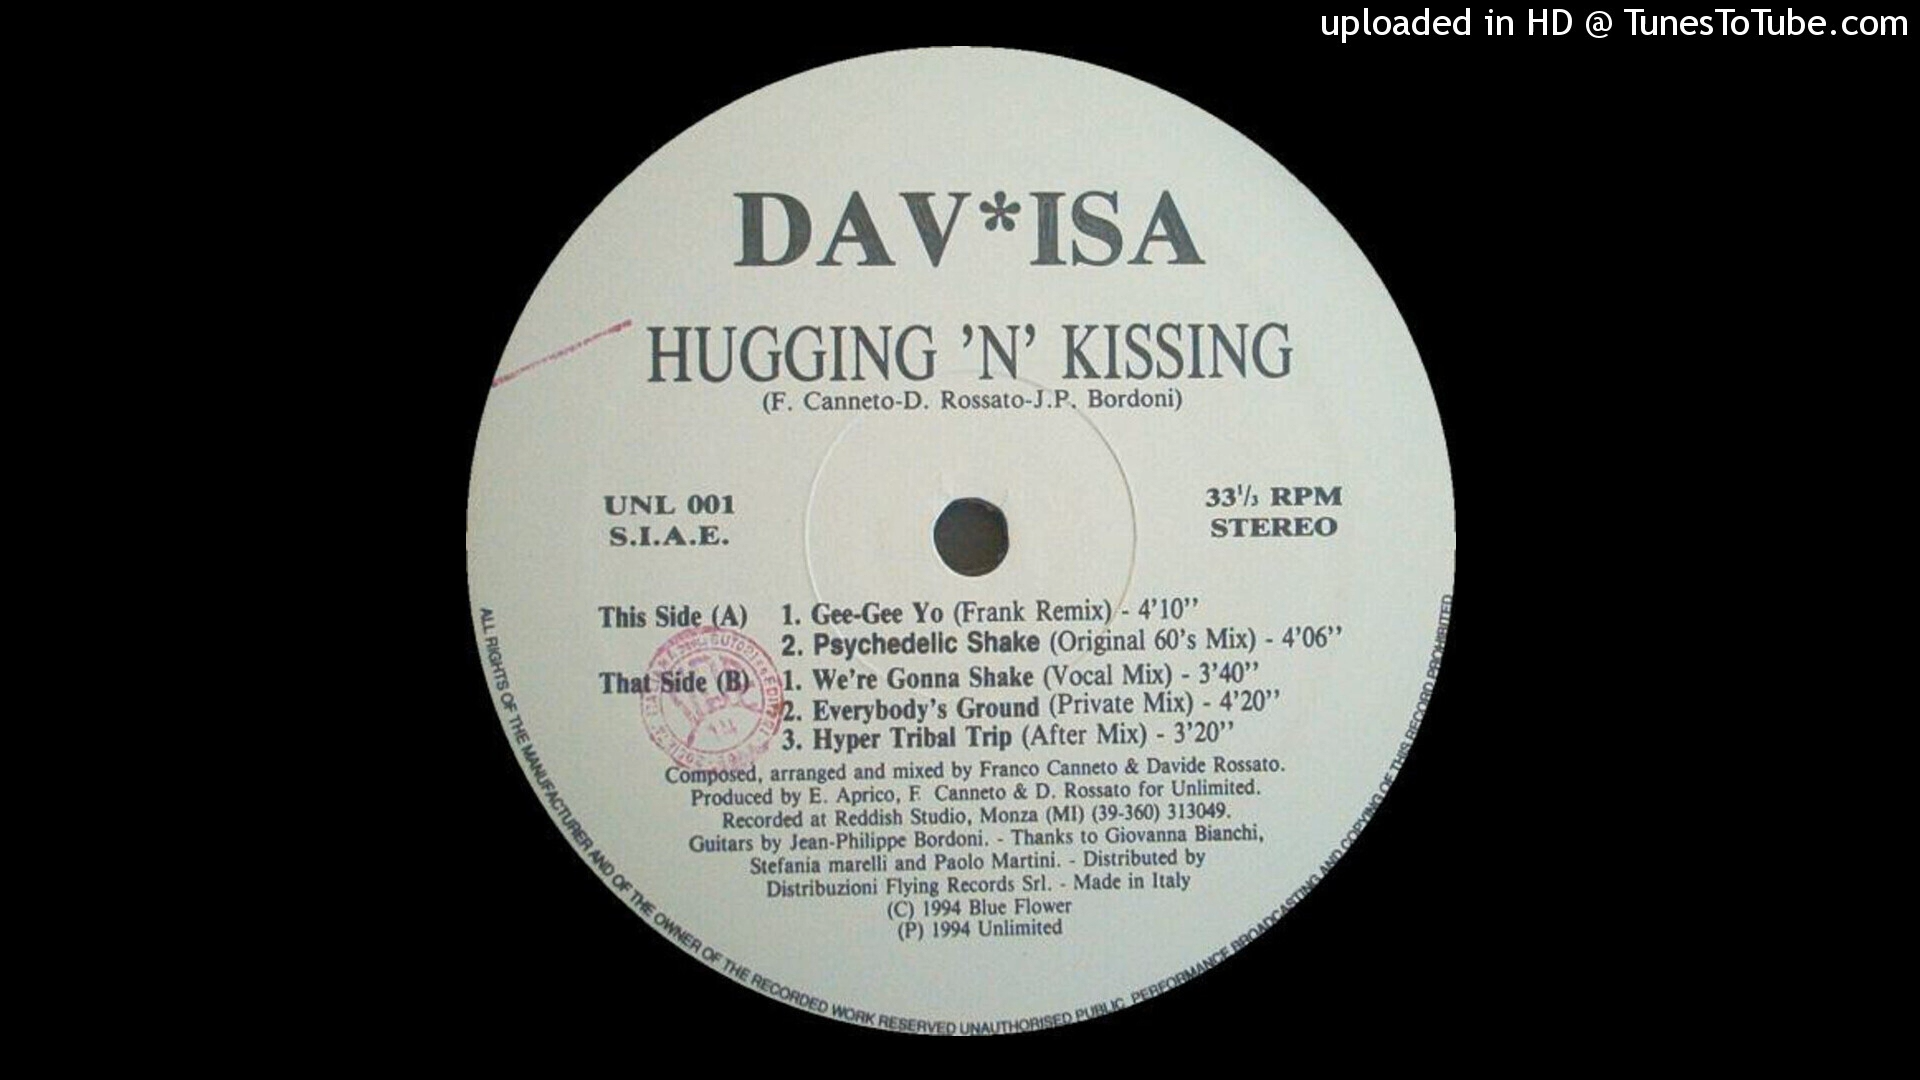 uploaded in HD @ TunesToTube.com
DAV*ISA
HUGGING 'N' KISSING
(F. Canneto-D. Rossato-J.P. Bordoni)
UNL 001
S.I.A.E.
33 1/3 RPM
STEREO
This Side (A) 1. Gee-Gee Yo (Frank Remix) - 4'10''
2. Psychedelic Shake (Original 60's Mix) - 4'06''
That Side (B) 1. We're Gonna Shake (Vocal Mix) - 3'40''
2. Everybody's Ground (Private Mix) - 4'20''
3. Hyper Tribal Trip (After Mix) - 3'20''
Composed, arranged and mixed by Franco Canneto & Davide Rossato.
Produced by E. Aprico, F. Canneto & D. Rossato for Unlimited.
Recorded at Reddish Studio, Monza (MI) (39-360) 313049.
Guitars by Jean-Philippe Bordoni. - Thanks to Giovanna Bianchi,
Stefania marelli and Paolo Martini. - Distributed by
Distribuzioni Flying Records Srl. - Made in Italy
(C) 1994 Blue Flower
(P) 1994 Unlimited
ALL RIGHTS OF THE MANUFACTURER AND OF THE OWNER OF THE RECORDED WORK RESERVED UNAUTHORISED PUBLIC PERFORMANCE BROADCASTING AND COPYING OF THIS RECORD PROHIBITED